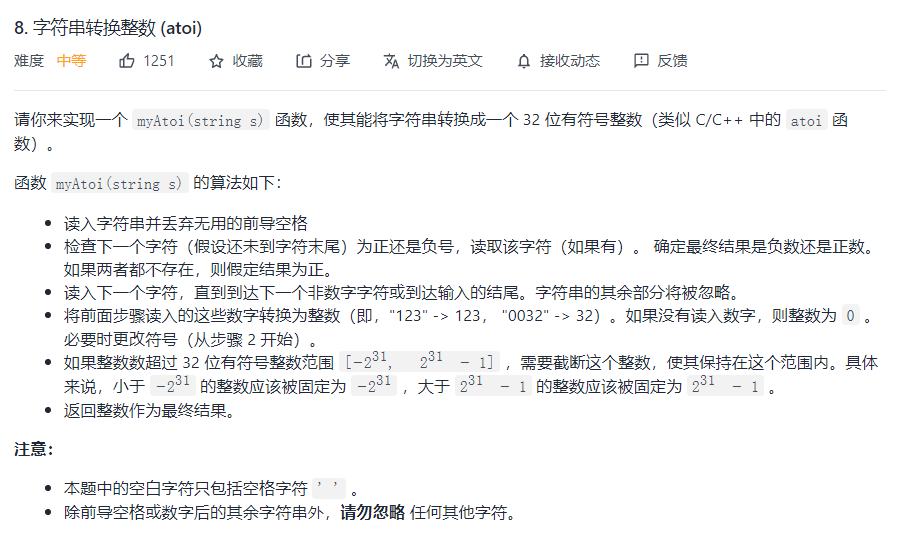 8. 字符串转换整数 (atoi)
难度 中等 1251 收藏 分享 切换为英文 接收动态 反馈
请你来实现一个 myAtoi(string s) 函数，使其能将字符串转换成一个 32 位有符号整数（类似 C/C++ 中的 atoi 函
数）。
函数 myAtoi(string s) 的算法如下：
• 读入字符串并丢弃无用的前导空格
• 检查下一个字符（假设还未到字符末尾）为正还是负号，读取该字符（如果有）。 确定最终结果是负数还是正数。
如果两者都不存在，则假定结果为正。
• 读入下一个字符，直到到达下一个非数字字符或到达输入的结尾。字符串的其余部分将被忽略。
• 将前面步骤读入的这些数字转换为整数（即，"123" -> 123， "0032" -> 32）。如果没有读入数字，则整数为 0 。
必要时更改符号（从步骤 2 开始）。
• 如果整数数超过 32 位有符号整数范围 [−2³¹,  2³¹ − 1] ，需要截断这个整数，使其保持在这个范围内。具体
来说，小于 −2³¹ 的整数应该被固定为 −2³¹ ，大于 2³¹ − 1 的整数应该被固定为 2³¹ − 1 。
• 返回整数作为最终结果。
注意：
• 本题中的空白字符只包括空格字符 ' ' 。
• 除前导空格或数字后的其余字符串外，请勿忽略 任何其他字符。